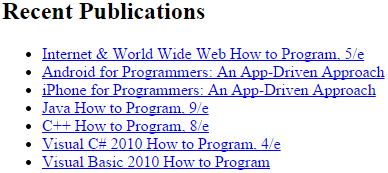 Recent Publications
Internet & World Wide Web How to Program, 5/e
Android for Programmers: An App-Driven Approach
iPhone for Programmers: An App-Driven Approach
Java How to Program, 9/e
C++ How to Program, 8/e
Visual C# 2010 How to Program, 4/e
Visual Basic 2010 How to Program